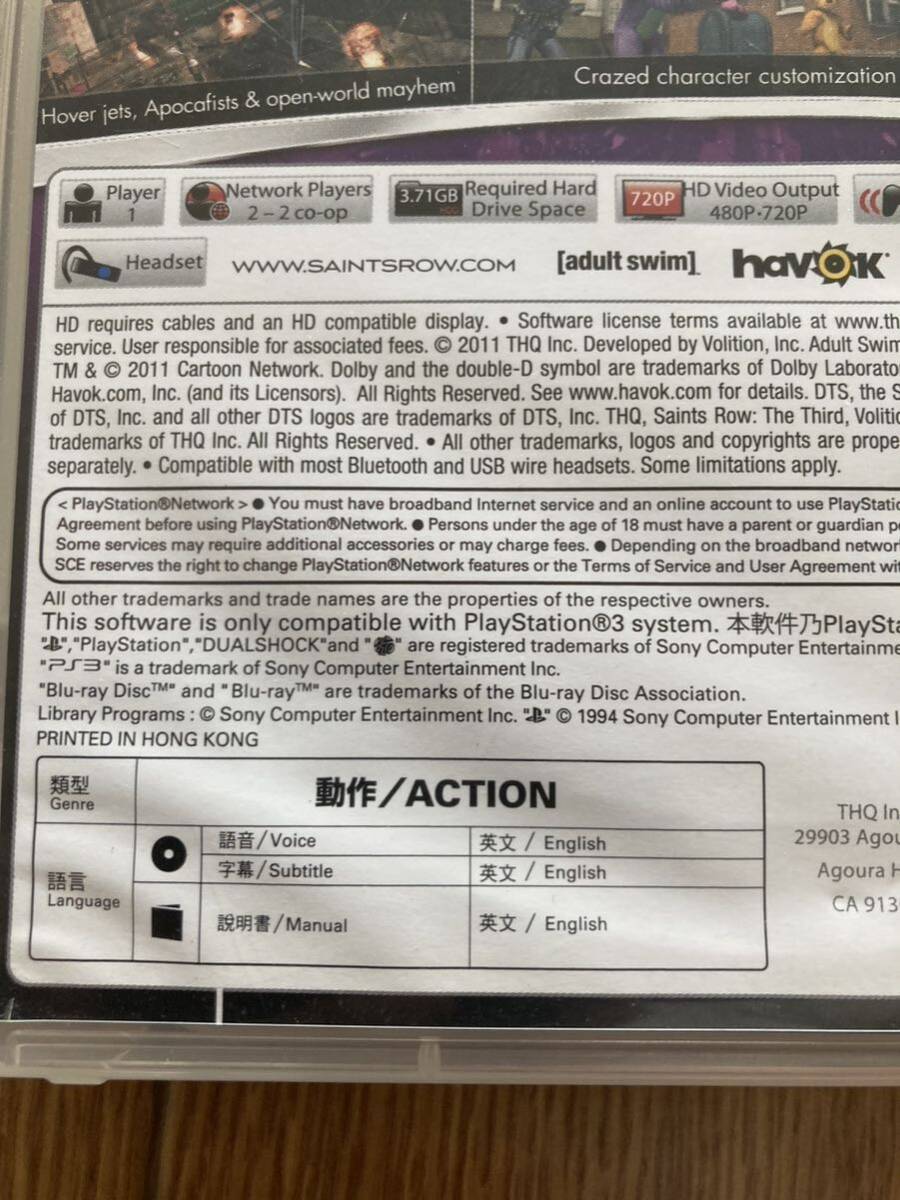 Hover jets, Apocafists & open-world mayhem
Crazed character customization
Player
1
Network Players
2 – 2 co-op
3.71GB
Required Hard
Drive Space
720P
HD Video Output
480P·720P
Headset
WWW.SAINTSROW.COM
[adult swim]
havok
HD requires cables and an HD compatible display. • Software license terms available at www.th
service. User responsible for associated fees. © 2011 THQ Inc. Developed by Volition, Inc. Adult Swim
TM & © 2011 Cartoon Network. Dolby and the double-D symbol are trademarks of Dolby Laborato
Havok.com, Inc. (and its Licensors). All Rights Reserved. See www.havok.com for details. DTS, the S
of DTS, Inc. and all other DTS logos are trademarks of DTS, Inc. THQ, Saints Row: The Third, Volitio
trademarks of THQ Inc. All Rights Reserved. • All other trademarks, logos and copyrights are prope
separately. • Compatible with most Bluetooth and USB wire headsets. Some limitations apply.
< PlayStation®Network > ● You must have broadband Internet service and an online account to use PlayStatio
Agreement before using PlayStation®Network. ● Persons under the age of 18 must have a parent or guardian p
Some services may require additional accessories or may charge fees. ● Depending on the broadband networ
SCE reserves the right to change PlayStation®Network features or the Terms of Service and User Agreement wi
All other trademarks and trade names are the properties of the respective owners.
This software is only compatible with PlayStation®3 system. 本軟件乃PlaySta
"","PlayStation","DUALSHOCK"and "" are registered trademarks of Sony Computer Entertainme
"PS3" is a trademark of Sony Computer Entertainment Inc.
"Blu-ray Disc™" and "Blu-ray™" are trademarks of the Blu-ray Disc Association.
Library Programs : © Sony Computer Entertainment Inc. "" © 1994 Sony Computer Entertainment I
PRINTED IN HONG KONG
類型
Genre
動作/ACTION
語言
Language
語音/Voice
英文 / English
字幕/Subtitle
英文 / English
說明書/Manual
英文 / English
THQ In
29903 Agou
Agoura H
CA 913